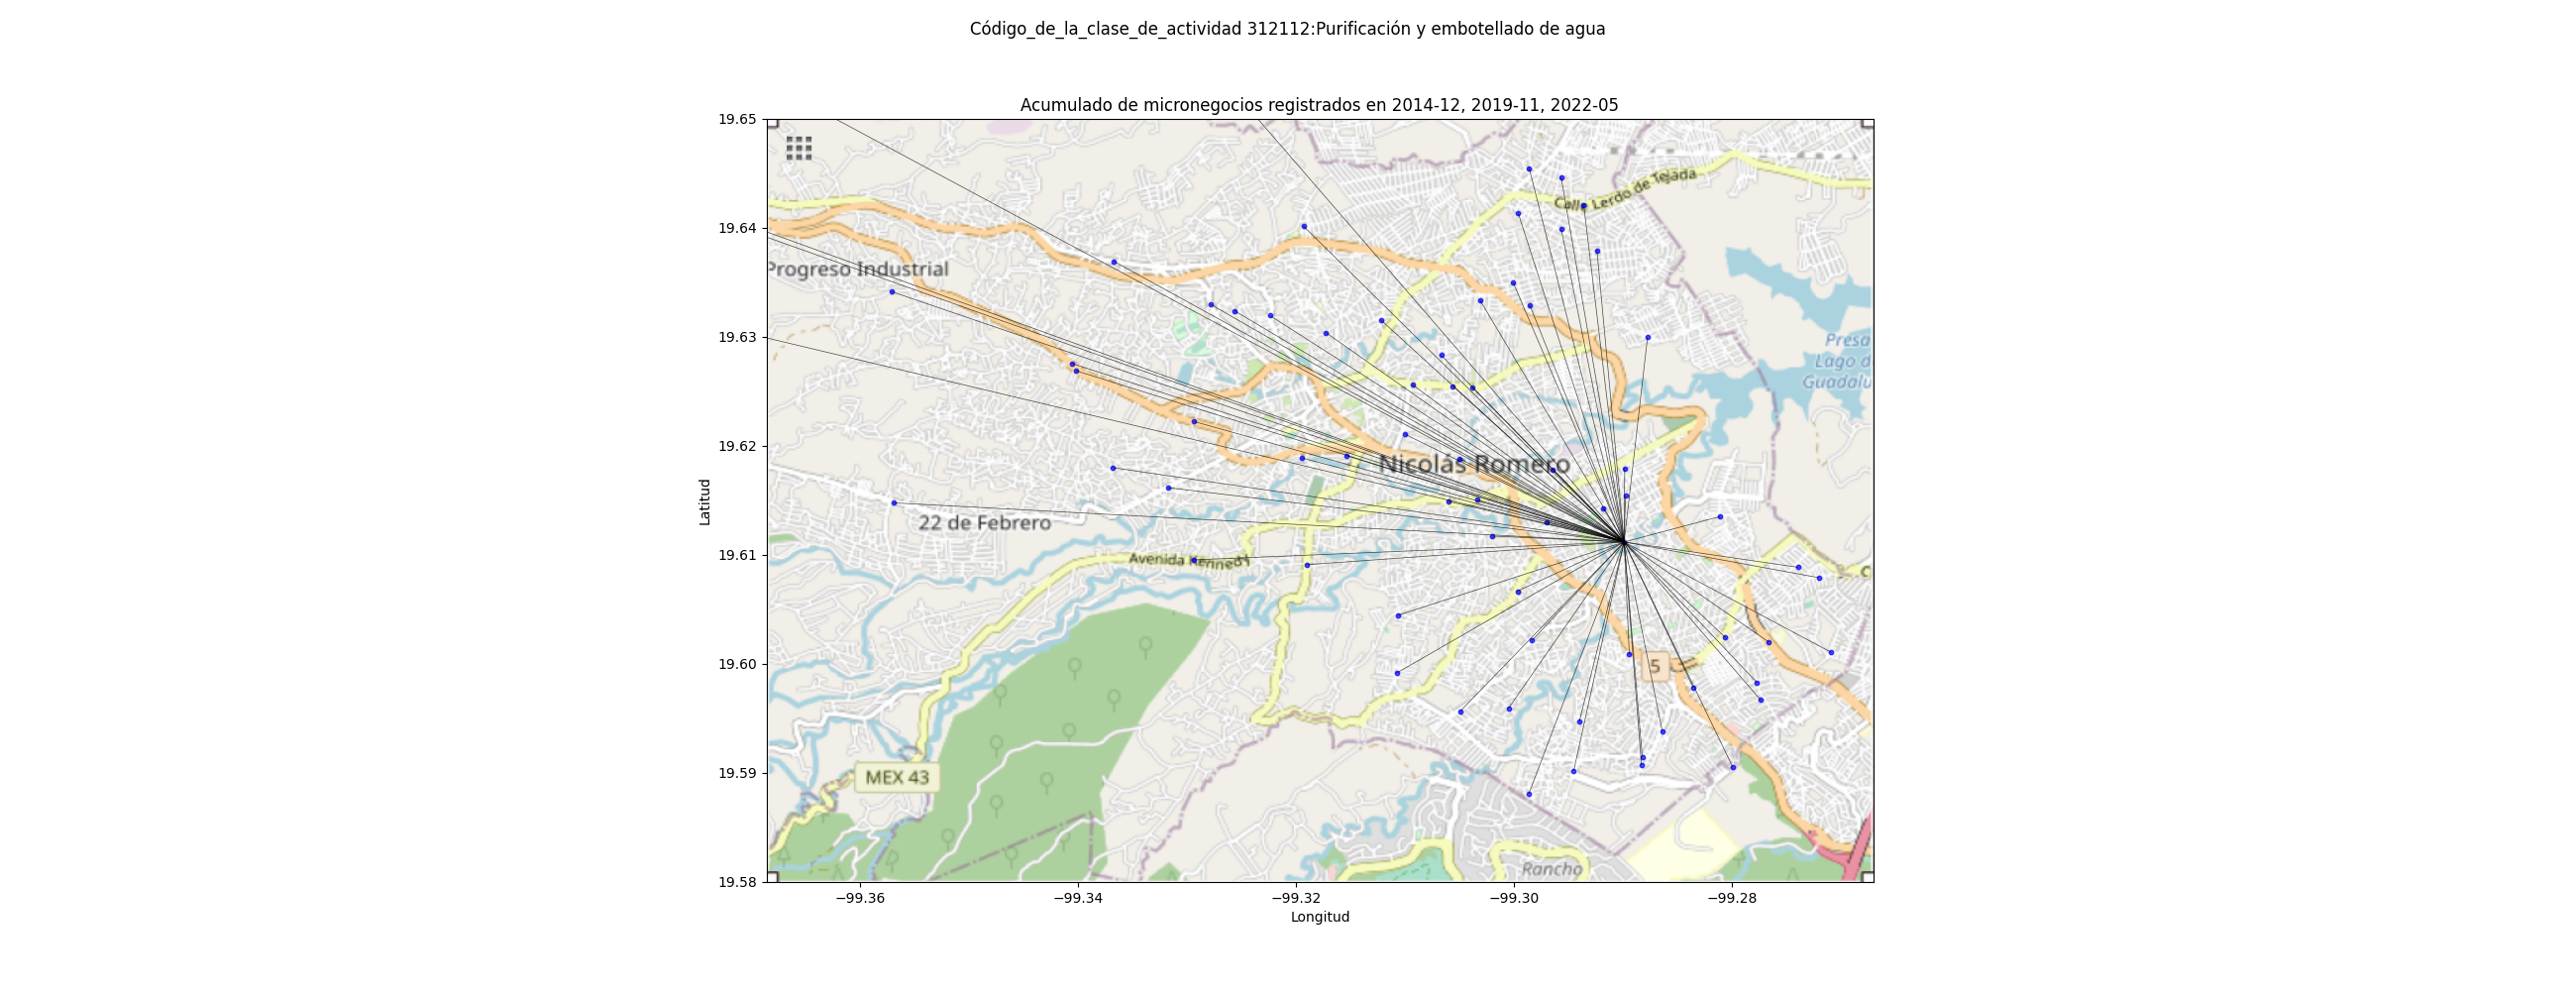 Código_de_la_clase_de_actividad 312112:Purificación y embotellado de agua
Acumulado de micronegocios registrados en 2014-12, 2019-11, 2022-05
19.65
19.64
19.63
19.62
19.61
19.60
19.59
19.58
Latitud
Calle Lerdo de Tejada
Progreso Industrial
Presa
Lago d
Guadalu
Nicolás Romero
22 de Febrero
Avenida Kennedy
C
5
MEX 43
Rancho
−99.36
−99.34
−99.32
−99.30
−99.28
Longitud